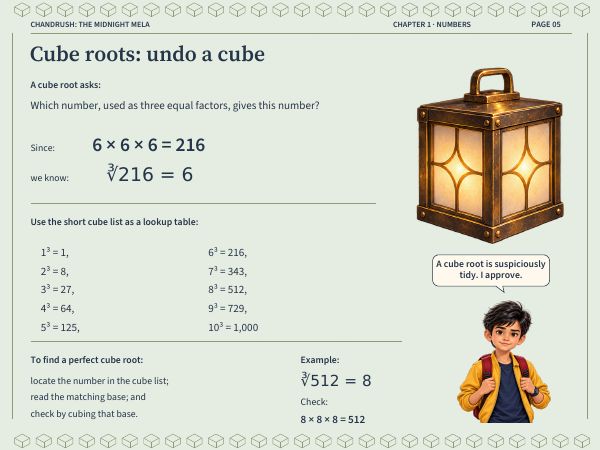 CHANDRUSH: THE MIDNIGHT MELA
CHAPTER 1 · NUMBERS
PAGE 05
Cube roots: undo a cube
A cube root asks:
Which number, used as three equal factors, gives this number?
Since: 6 × 6 × 6 = 216
we know: ∛216 = 6
Use the short cube list as a lookup table:
1³ = 1,
2³ = 8,
3³ = 27,
4³ = 64,
5³ = 125,
6³ = 216,
7³ = 343,
8³ = 512,
9³ = 729,
10³ = 1,000
A cube root is suspiciously
tidy. I approve.
To find a perfect cube root:
locate the number in the cube list;
read the matching base; and
check by cubing that base.
Example:
∛512 = 8
Check:
8 × 8 × 8 = 512